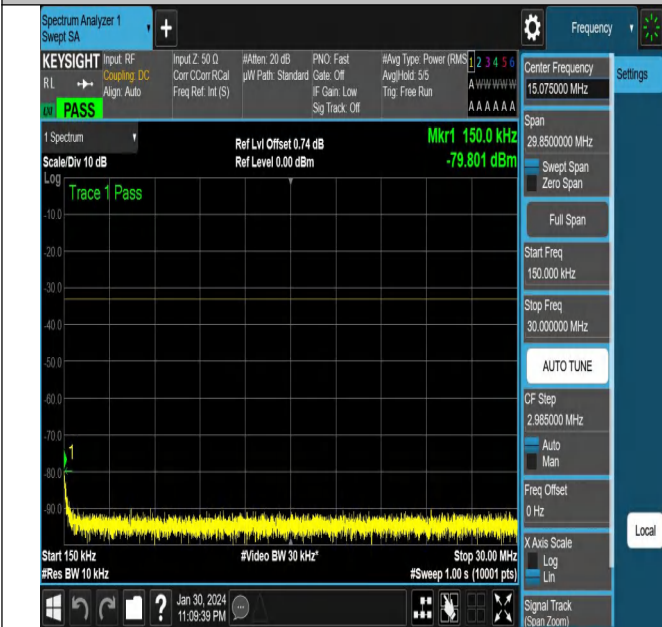 Spectrum Analyzer 1
Swept SA
Frequency
KEYSIGHT
RL
PASS
Input: RF
Coupling: DC
Align: Auto
Input Z: 50 Ω
Corr CCorr RCal
Freq Ref: Int (S)
#Atten: 20 dB
µW Path: Standard
PNO: Fast
Gate: Off
IF Gain: Low
Sig Track: Off
#Avg Type: Power (RMS
Avg|Hold: 5/5
Trig: Free Run
1 2 3 4 5 6
A W W W W W
A A A A A A
1 Spectrum
Scale/Div 10 dB
Ref Lvl Offset 0.74 dB
Ref Level 0.00 dBm
Mkr1 150.0 kHz
-79.801 dBm
Log
Trace 1 Pass
-10.0
-20.0
-30.0
-40.0
-50.0
-60.0
-70.0
-80.0
-90.0
1
Start 150 kHz
#Res BW 10 kHz
#Video BW 30 kHz*
Stop 30.00 MHz
#Sweep 1.00 s (10001 pts)
Jan 30, 2024
11:09:39 PM
Center Frequency
15.075000 MHz
Settings
Span
29.8500000 MHz
Swept Span
Zero Span
Full Span
Start Freq
150.000 kHz
Stop Freq
30.000000 MHz
AUTO TUNE
CF Step
2.985000 MHz
Auto
Man
Freq Offset
0 Hz
X Axis Scale
Log
Lin
Local
Signal Track
(Span Zoom)